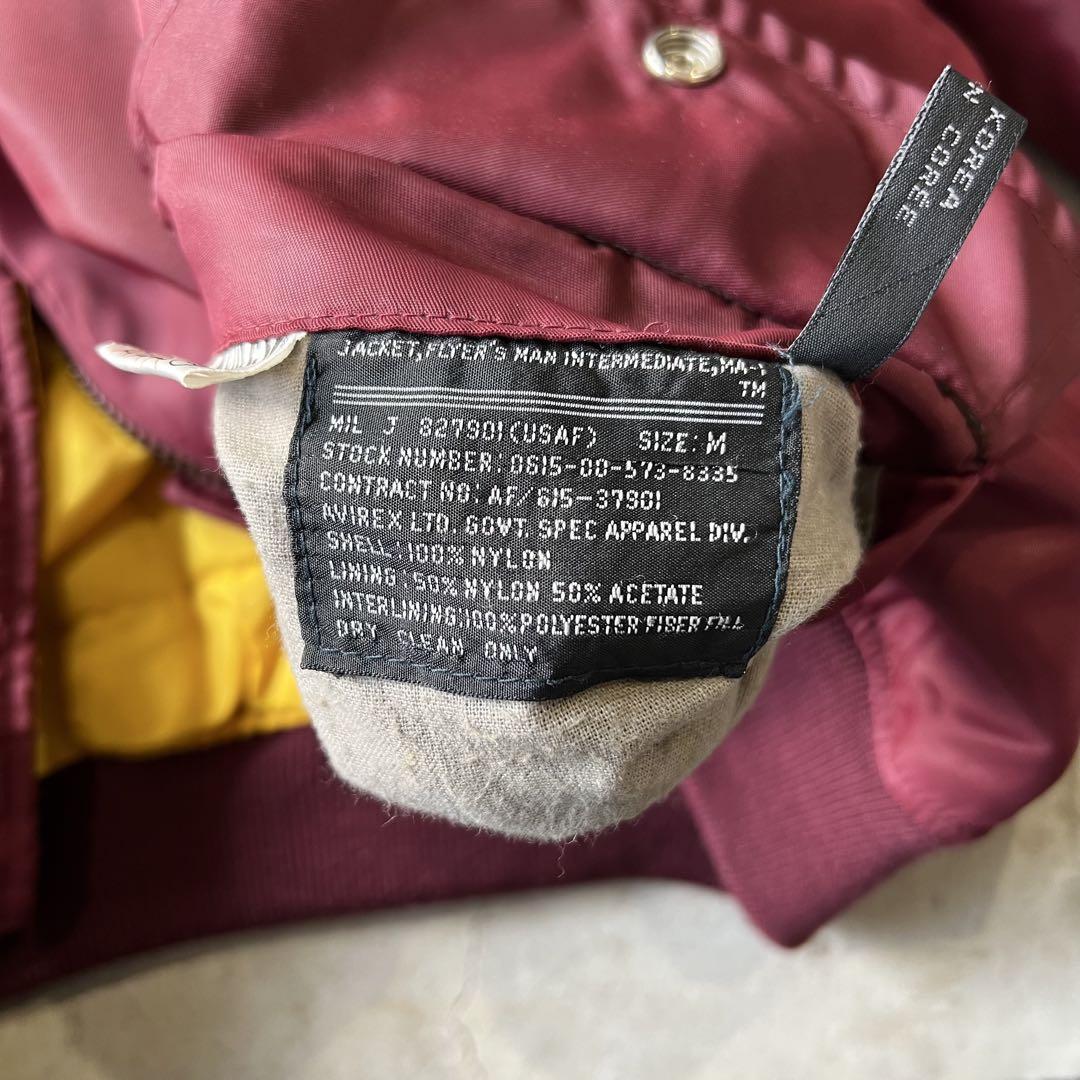 JACKET, FLYER'S MAN INTERMEDIATE, MA-1
TM
MIL J 827901(USAF) SIZE: M
STOCK NUMBER: 0615-00-573-8335
CONTRACT NO: AF/615-37901
AVIREX LTD. GOVT. SPEC APPAREL DIV.
SHELL: 100% NYLON
LINING: 50% NYLON 50% ACETATE
INTERLINING: 100% POLYESTER FIBER FILL
DRY CLEAN ONLY
KOREA
CORÉE